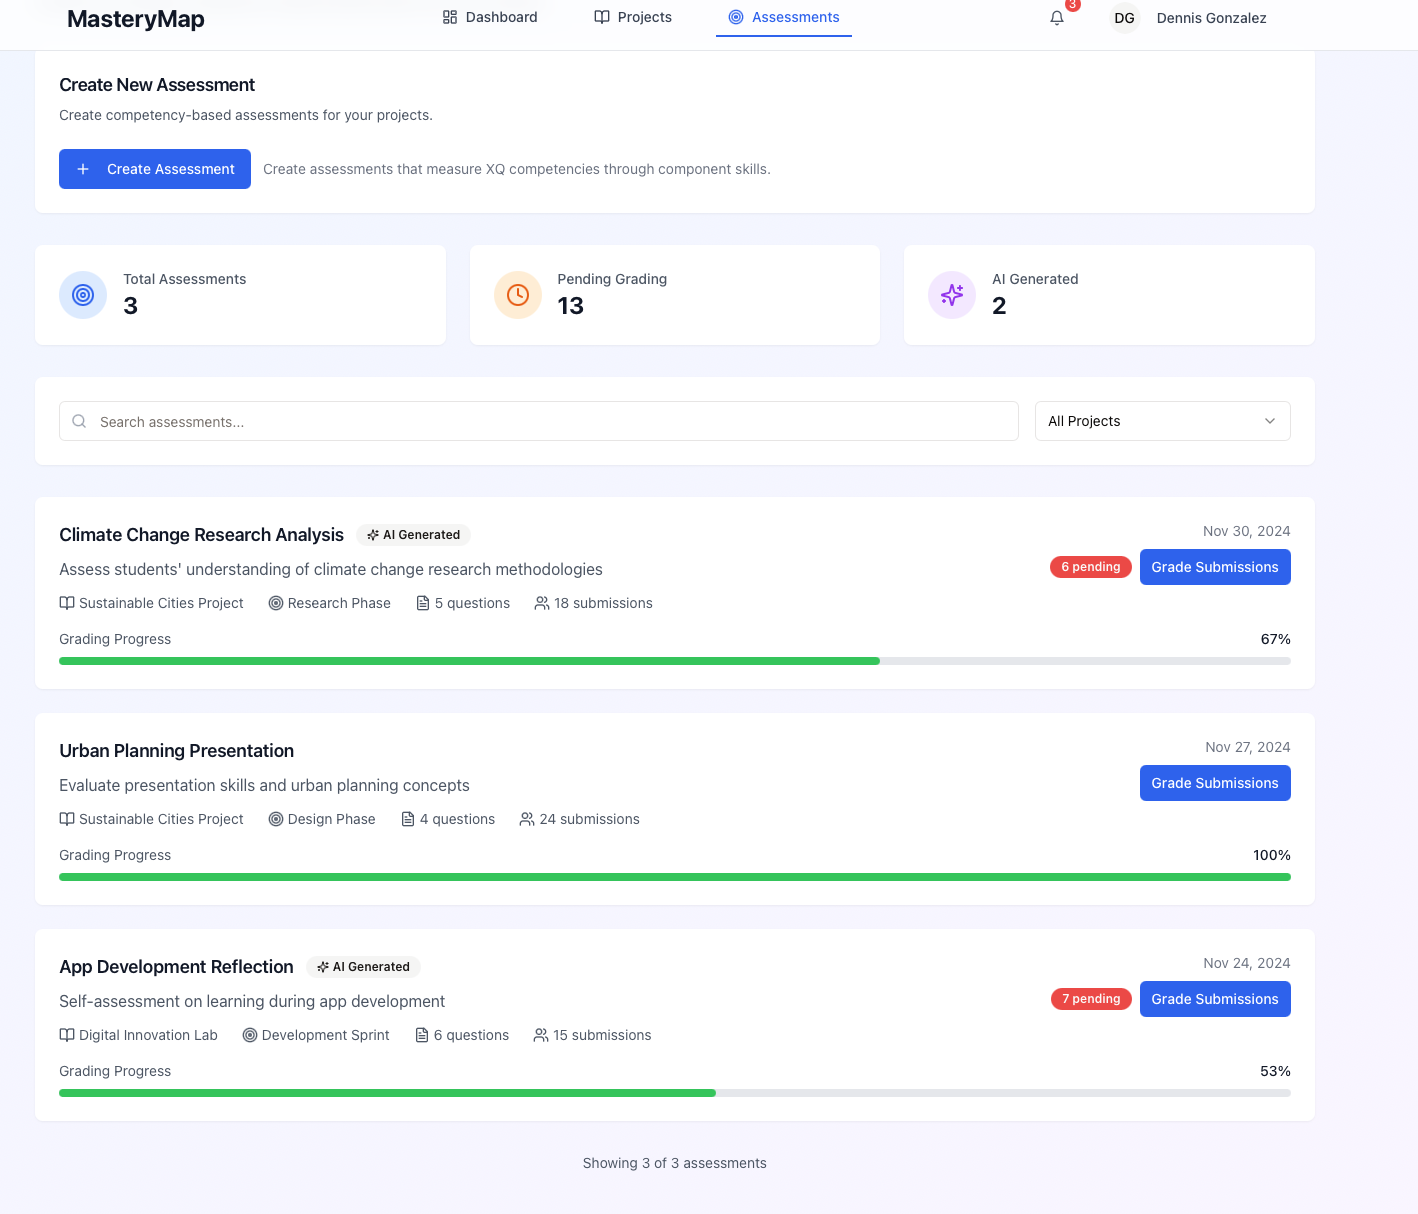 MasteryMap
Dashboard
Projects
Assessments
3
DG
Dennis Gonzalez
Create New Assessment
Create competency-based assessments for your projects.
Create Assessment
Create assessments that measure XQ competencies through component skills.
Total Assessments
3
Pending Grading
13
AI Generated
2
Search assessments...
All Projects
Climate Change Research Analysis
AI Generated
Nov 30, 2024
Assess students' understanding of climate change research methodologies
6 pending
Grade Submissions
Sustainable Cities Project
Research Phase
5 questions
18 submissions
Grading Progress
67%
Urban Planning Presentation
Nov 27, 2024
Evaluate presentation skills and urban planning concepts
Grade Submissions
Sustainable Cities Project
Design Phase
4 questions
24 submissions
Grading Progress
100%
App Development Reflection
AI Generated
Nov 24, 2024
Self-assessment on learning during app development
7 pending
Grade Submissions
Digital Innovation Lab
Development Sprint
6 questions
15 submissions
Grading Progress
53%
Showing 3 of 3 assessments